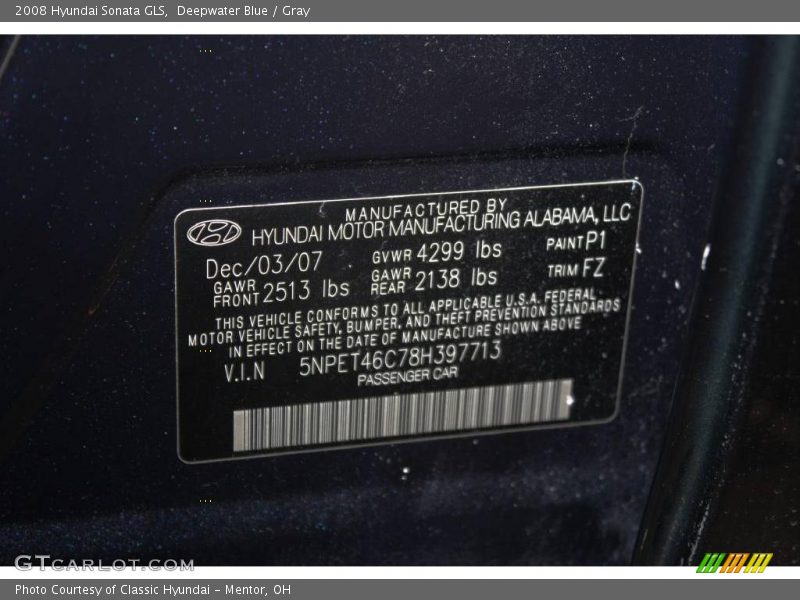 2008 Hyundai Sonata GLS, Deepwater Blue / Gray
MANUFACTURED BY
HYUNDAI MOTOR MANUFACTURING ALABAMA, LLC
Dec/03/07 GVWR 4299 lbs PAINT P1
GAWR FRONT 2513 lbs GAWR REAR 2138 lbs TRIM FZ
THIS VEHICLE CONFORMS TO ALL APPLICABLE U.S.A. FEDERAL
MOTOR VEHICLE SAFETY, BUMPER, AND THEFT PREVENTION STANDARDS
IN EFFECT ON THE DATE OF MANUFACTURE SHOWN ABOVE
V.I.N 5NPET46C78H397713
PASSENGER CAR
GTCARLOT.COM
Photo Courtesy of Classic Hyundai - Mentor, OH